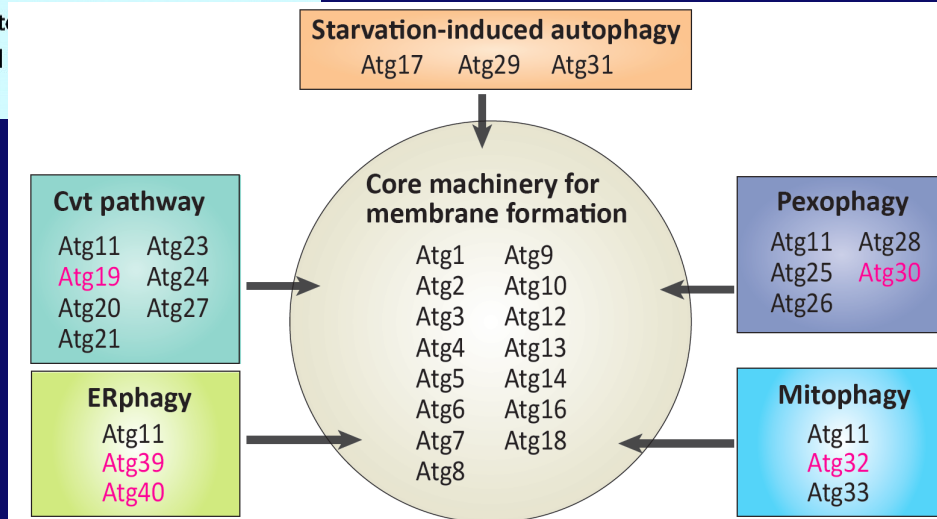 Starvation-induced autophagy
Atg17 Atg29 Atg31
Cvt pathway
Atg11 Atg23
Atg19 Atg24
Atg20 Atg27
Atg21
ERphagy
Atg11
Atg39
Atg40
Core machinery for
membrane formation
Atg1 Atg9
Atg2 Atg10
Atg3 Atg12
Atg4 Atg13
Atg5 Atg14
Atg6 Atg16
Atg7 Atg18
Atg8
Pexophagy
Atg11 Atg28
Atg25 Atg30
Atg26
Mitophagy
Atg11
Atg32
Atg33